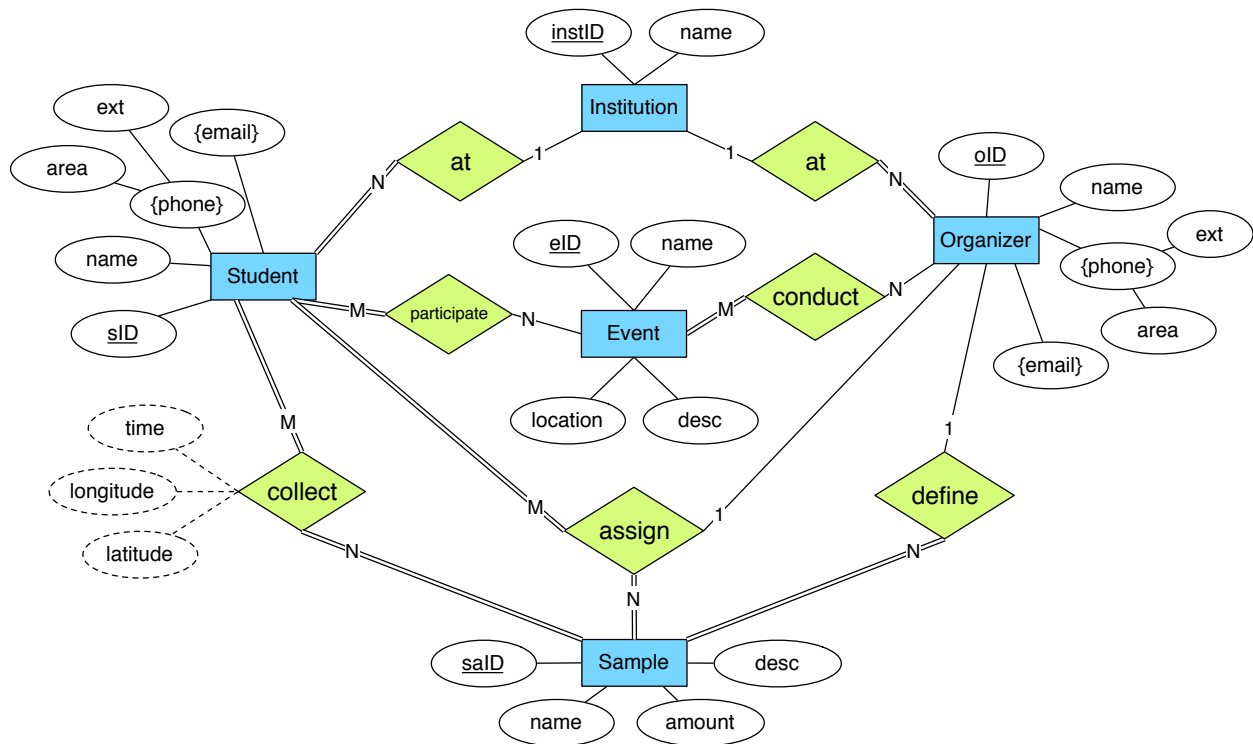 instID
name
Institution
ext
{email}
area
{phone}
at
1
N
1
at
N
oID
name
ext
{phone}
Organizer
area
{email}
name
Student
sID
eID
name
M
participate
N
Event
M
conduct
N
location
desc
time
longitude
latitude
M
collect
N
M
assign
1
N
1
define
N
saID
Sample
desc
name
amount